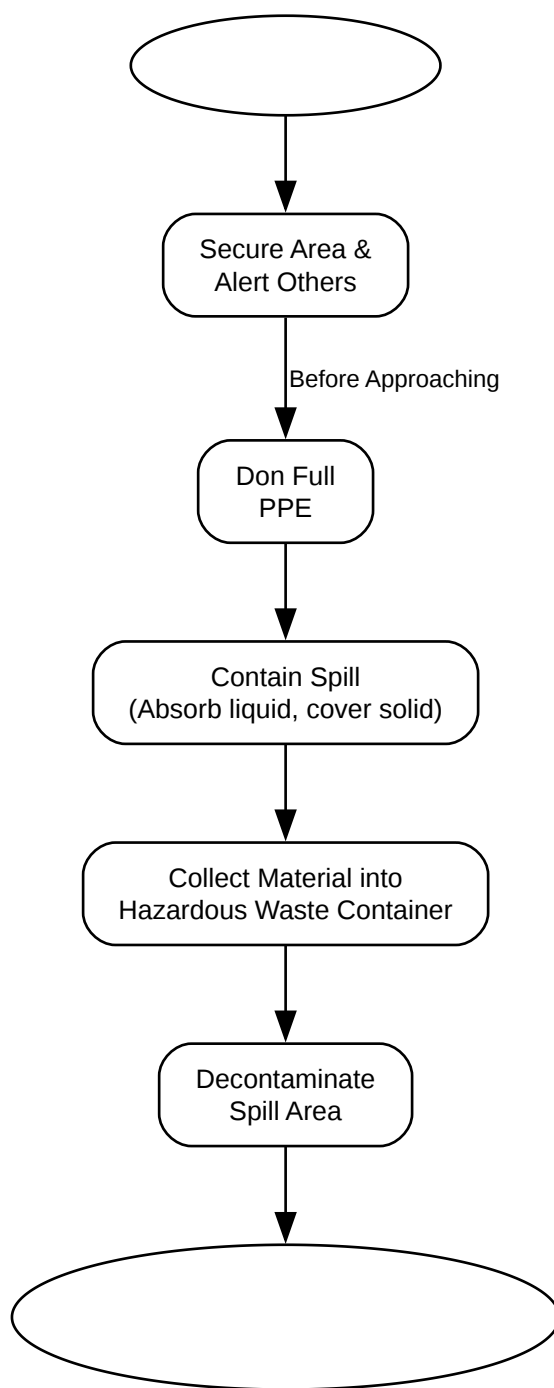 Secure Area &
Alert Others
Before Approaching
Don Full
PPE
Contain Spill
(Absorb liquid, cover solid)
Collect Material into
Hazardous Waste Container
Decontaminate
Spill Area